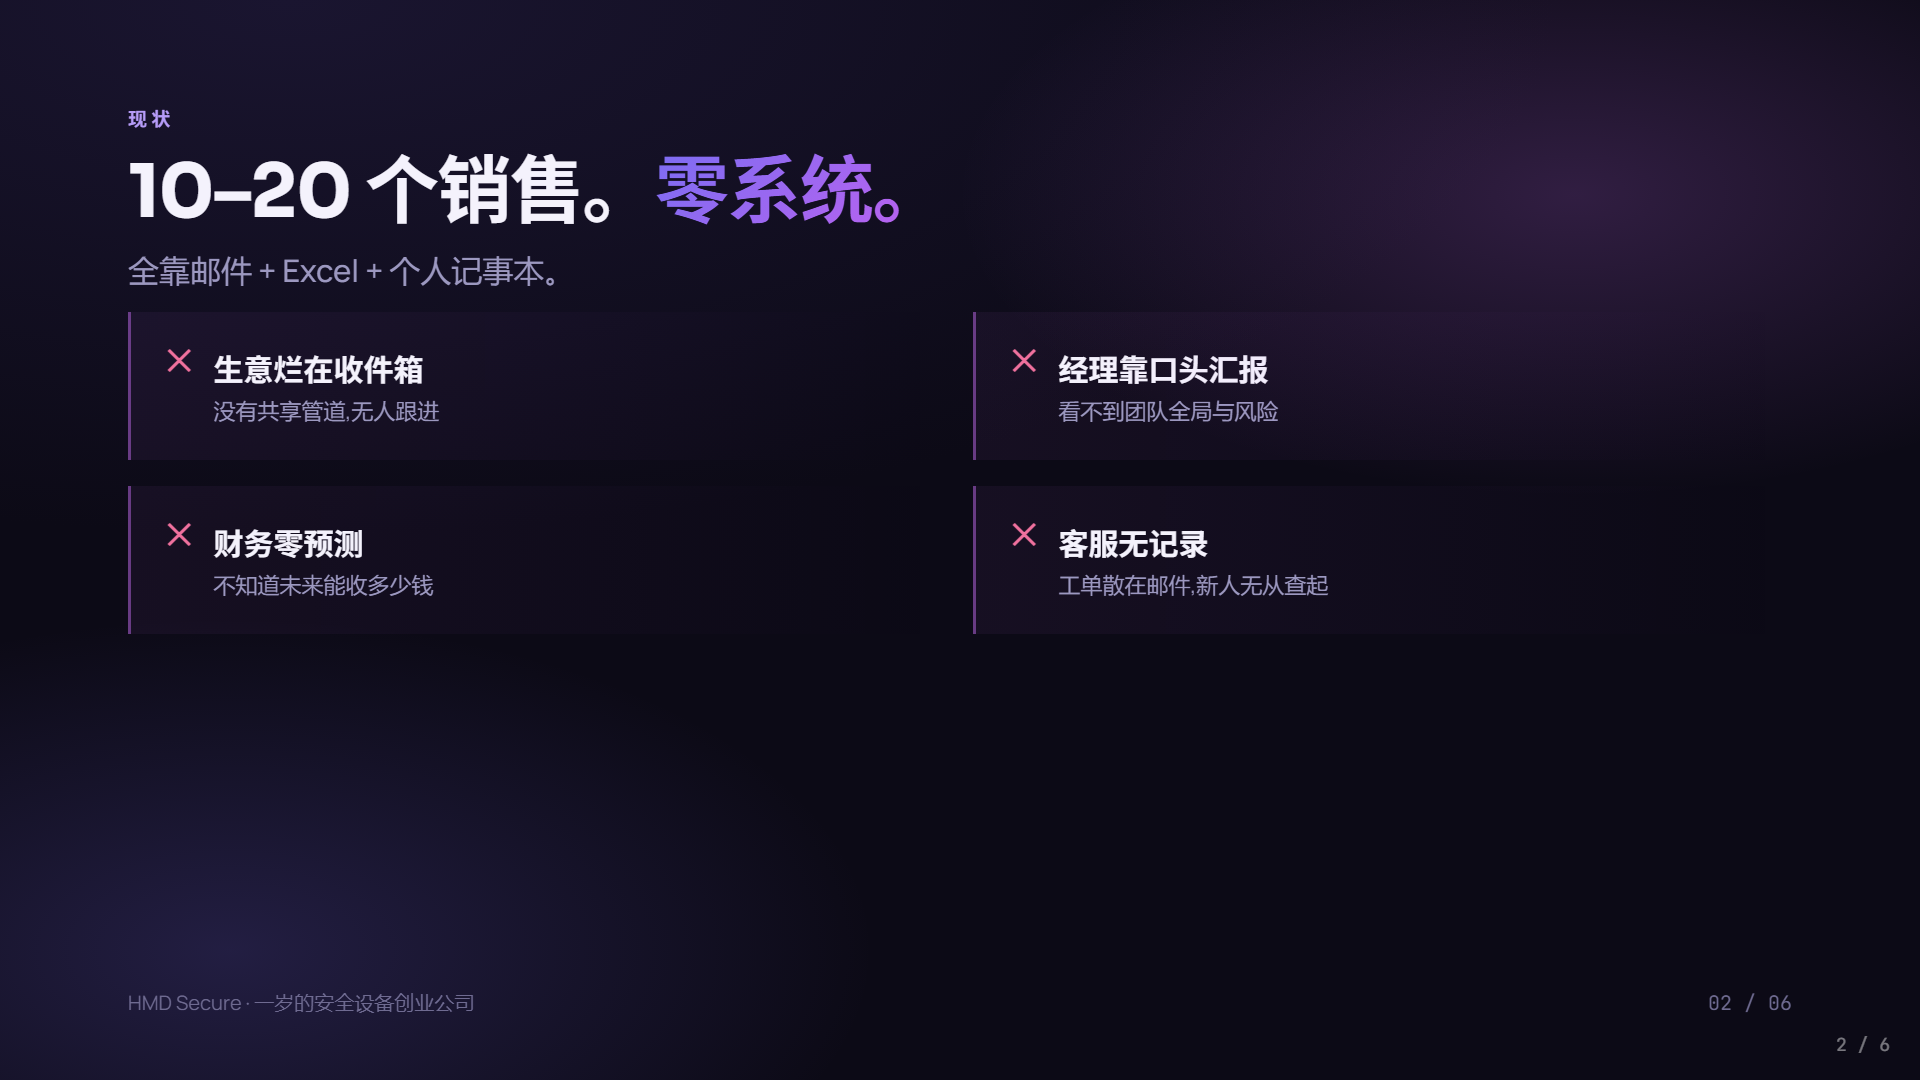 现状
10–20 个销售。零系统。
全靠邮件 + Excel + 个人记事本。
生意烂在收件箱
没有共享管道,无人跟进
经理靠口头汇报
看不到团队全局与风险
财务零预测
不知道未来能收多少钱
客服无记录
工单散在邮件,新人无从查起
HMD Secure · 一岁的安全设备创业公司
02 / 06
2 / 6